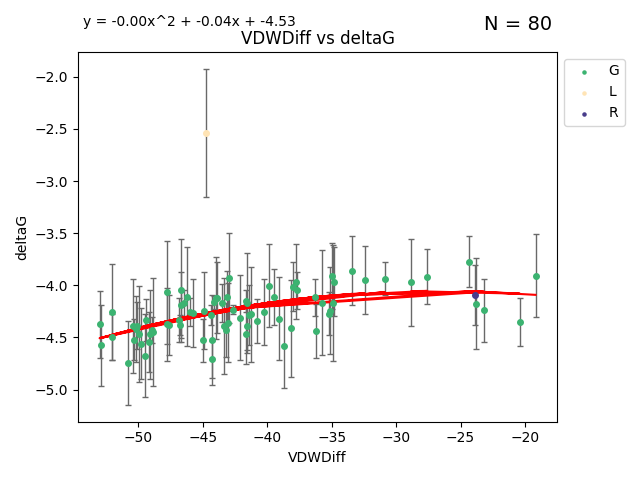 y = -0.00x^2 + -0.04x + -4.53
N = 80
VDWDiff vs deltaG
G
L
R
deltaG
−2.0
−2.5
−3.0
−3.5
−4.0
−4.5
−5.0
−50 −45 −40 −35 −30 −25 −20
VDWDiff